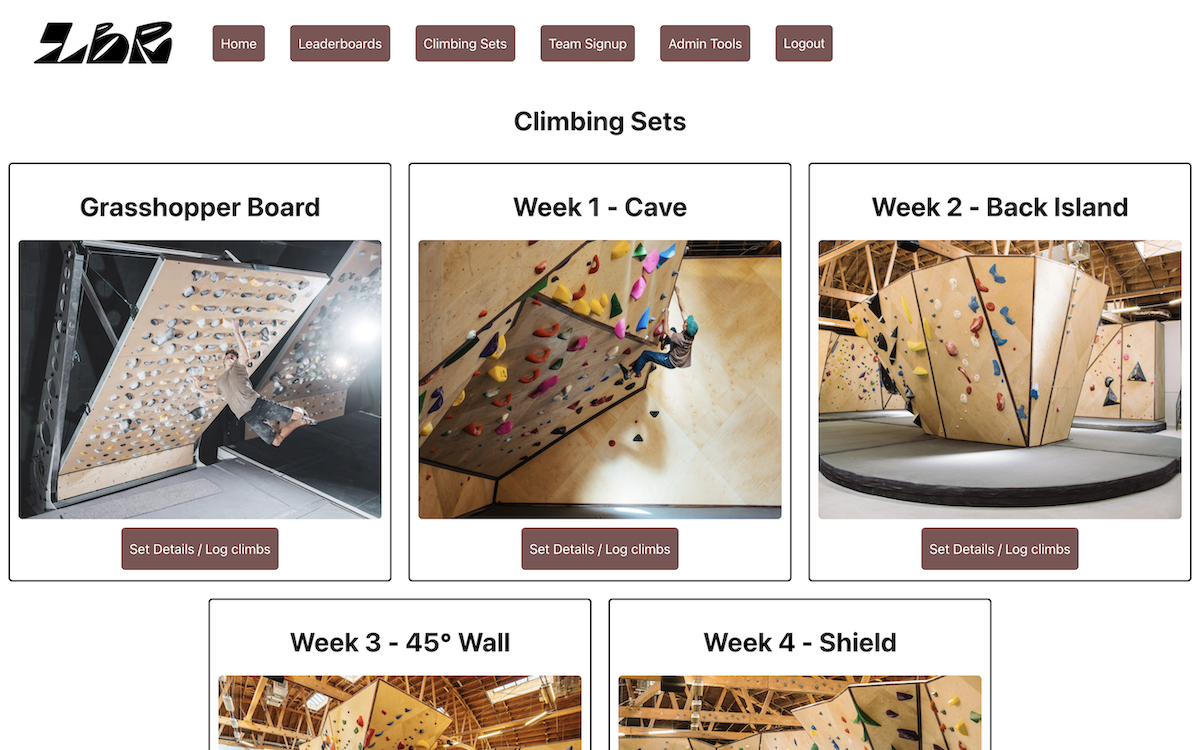 LBR
Home
Leaderboards
Climbing Sets
Team Signup
Admin Tools
Logout
Climbing Sets
Grasshopper Board
Week 1 - Cave
Week 2 - Back Island
Set Details / Log climbs
Set Details / Log climbs
Set Details / Log climbs
Week 3 - 45° Wall
Week 4 - Shield